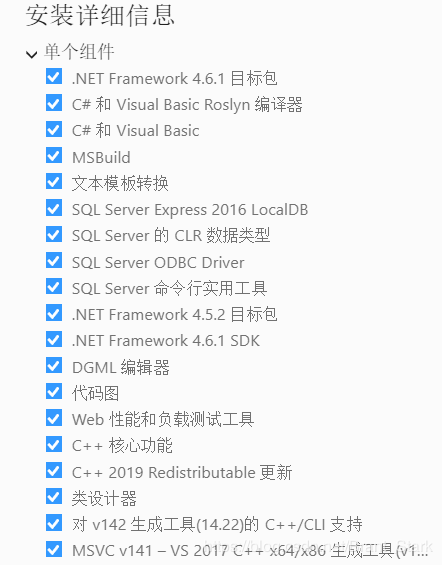 安装详细信息
单个组件
.NET Framework 4.6.1 目标包
C# 和 Visual Basic Roslyn 编译器
C# 和 Visual Basic
MSBuild
文本模板转换
SQL Server Express 2016 LocalDB
SQL Server 的 CLR 数据类型
SQL Server ODBC Driver
SQL Server 命令行实用工具
.NET Framework 4.5.2 目标包
.NET Framework 4.6.1 SDK
DGML 编辑器
代码图
Web 性能和负载测试工具
C++ 核心功能
C++ 2019 Redistributable 更新
类设计器
对 v142 生成工具(14.22)的 C++/CLI 支持
MSVC v141 – VS 2017 C++ x64/x86 生成工具(v1...